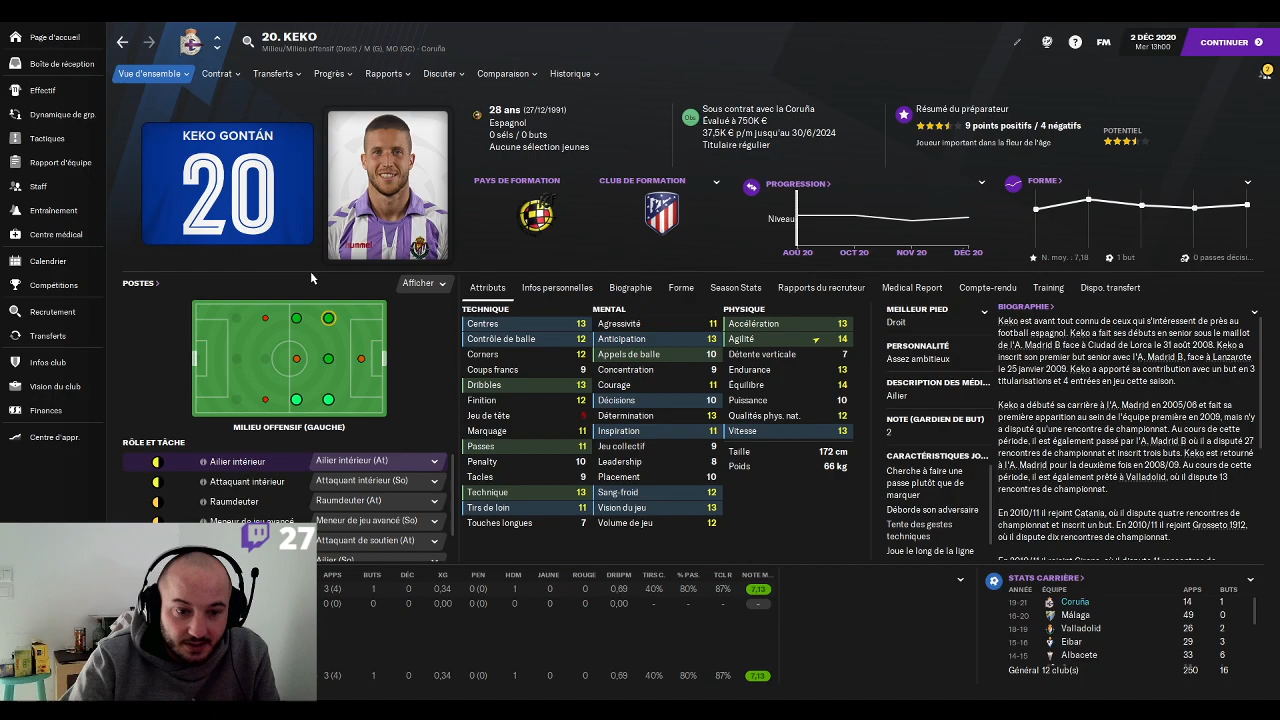 Page d'accueil
Boîte de réception
Effectif
Dynamique de grp.
Tactiques
Rapport d'équipe
Staff
Entraînement
Centre médical
Calendrier
Compétitions
Recrutement
Transferts
Infos club
Vision du club
Finances
Centre d'appr.
20. KEKO
Milieu/Milieu offensif (Droit) / M (G), MO (GC) - Coruña
FM
2 DÉC 2020
Mer 13h00
CONTINUER
2
Vue d'ensemble
Contrat
Transferts
Progrès
Rapports
Discuter
Comparaison
Historique
KEKO GONTÁN
20
hummel
28 ans (27/12/1991)
Espagnol
0 séls / 0 buts
Aucune sélection jeunes
Obs
Sous contrat avec la Coruña
Évalué à 750K €
37,5K € p/m jusqu'au 30/6/2024
Titulaire régulier
Résumé du préparateur
9 points positifs / 4 négatifs
Joueur important dans la fleur de l'âge
POTENTIEL
PAYS DE FORMATION
CLUB DE FORMATION
PROGRESSION
Niveau
AOÛ 20 OCT 20 NOV 20 DÉC 20
FORME
N. moy. : 7,18
1 but
0 passes décisi...
POSTES
Afficher
MILIEU OFFENSIF (GAUCHE)
RÔLE ET TÂCHE
Ailier intérieur Ailier intérieur (At)
Attaquant intérieur Attaquant intérieur (So)
Raumdeuter Raumdeuter (At)
Meneur de jeu avancé Meneur de jeu avancé (So)
Attaquant de soutien (At)
Ailier (So)
Attributs
Infos personnelles
Biographie
Forme
Season Stats
Rapports du recruteur
Medical Report
Compte-rendu
Training
Dispo. transfert
TECHNIQUE
Centres 13
Contrôle de balle 12
Corners 12
Coups francs 9
Dribbles 13
Finition 12
Jeu de tête
Marquage 11
Passes 11
Penalty 10
Tacles 9
Technique 13
Tirs de loin 11
Touches longues 7
MENTAL
Agressivité 11
Anticipation 13
Appels de balle 10
Concentration 9
Courage 11
Décisions 10
Détermination 13
Inspiration 11
Jeu collectif 9
Leadership 8
Placement 10
Sang-froid 12
Vision du jeu 13
Volume de jeu 12
PHYSIQUE
Accélération 13
Agilité 14
Détente verticale 7
Endurance 13
Équilibre 14
Puissance 10
Qualités phys. nat. 12
Vitesse 13
Taille 172 cm
Poids 66 kg
MEILLEUR PIED
Droit
PERSONNALITÉ
Assez ambitieux
DESCRIPTION DES MÉDI...
Ailier
NOTE (GARDIEN DE BUT)
2
CARACTÉRISTIQUES JO...
Cherche à faire une
passe plutôt que de
marquer
Déborde son adversaire
Tente des gestes
techniques
Joue le long de la ligne
BIOGRAPHIE
Keko est avant tout connu de ceux qui s'intéressent de près au
football espagnol. Keko a fait ses débuts en senior sous le maillot
de l'A. Madrid B face à Ciudad de Lorca le 31 août 2008. Keko a
inscrit son premier but senior avec l'A. Madrid B, face à Lanzarote
le 25 janvier 2009. Keko a apporté sa contribution avec un but en 3
titularisations et 4 entrées en jeu cette saison.
Keko a débuté sa carrière à l'A. Madrid en 2005/06 et fait sa
première apparition au sein de l'équipe première en 2009, mais n'y
a disputé qu'une rencontre de championnat. Au cours de cette
période, il est également passé par l'A. Madrid B où il a disputé 27
rencontres de championnat et inscrit trois buts. Keko est retourné
à l'A. Madrid pour la deuxième fois en 2008/09. Au cours de cette
période, il est également prêté à Valladolid, où il dispute 13
rencontres de championnat.
En 2010/11 il rejoint Catania, où il dispute quatre rencontres de
championnat et inscrit un but. En 2010/11 il rejoint Grosseto 1912,
où il dispute dix rencontres de championnat.
27
APPS BUTS DÉC XG PEN HDM JAUNE ROUGE DRBPM TIRS C. % PAS. TCL R NOTE M...
3 (4) 1 0 0,34 0 (0) 1 0 0 0,69 40% 80% 87% 7,13
0 (0) 0 0 0,00 0 (0) 0 0 0 0,00 - - - -
3 (4) 1 0 0,34 0 (0) 1 0 0 0,69 40% 80% 87% 7,13
STATS CARRIÈRE
ANNÉE ÉQUIPE APPS BUTS
19-21 Coruña 14 1
16-20 Málaga 49 0
18-19 Valladolid 26 2
15-16 Eibar 29 3
14-15 Albacete 33 6
Général 12 club(s) 250 16